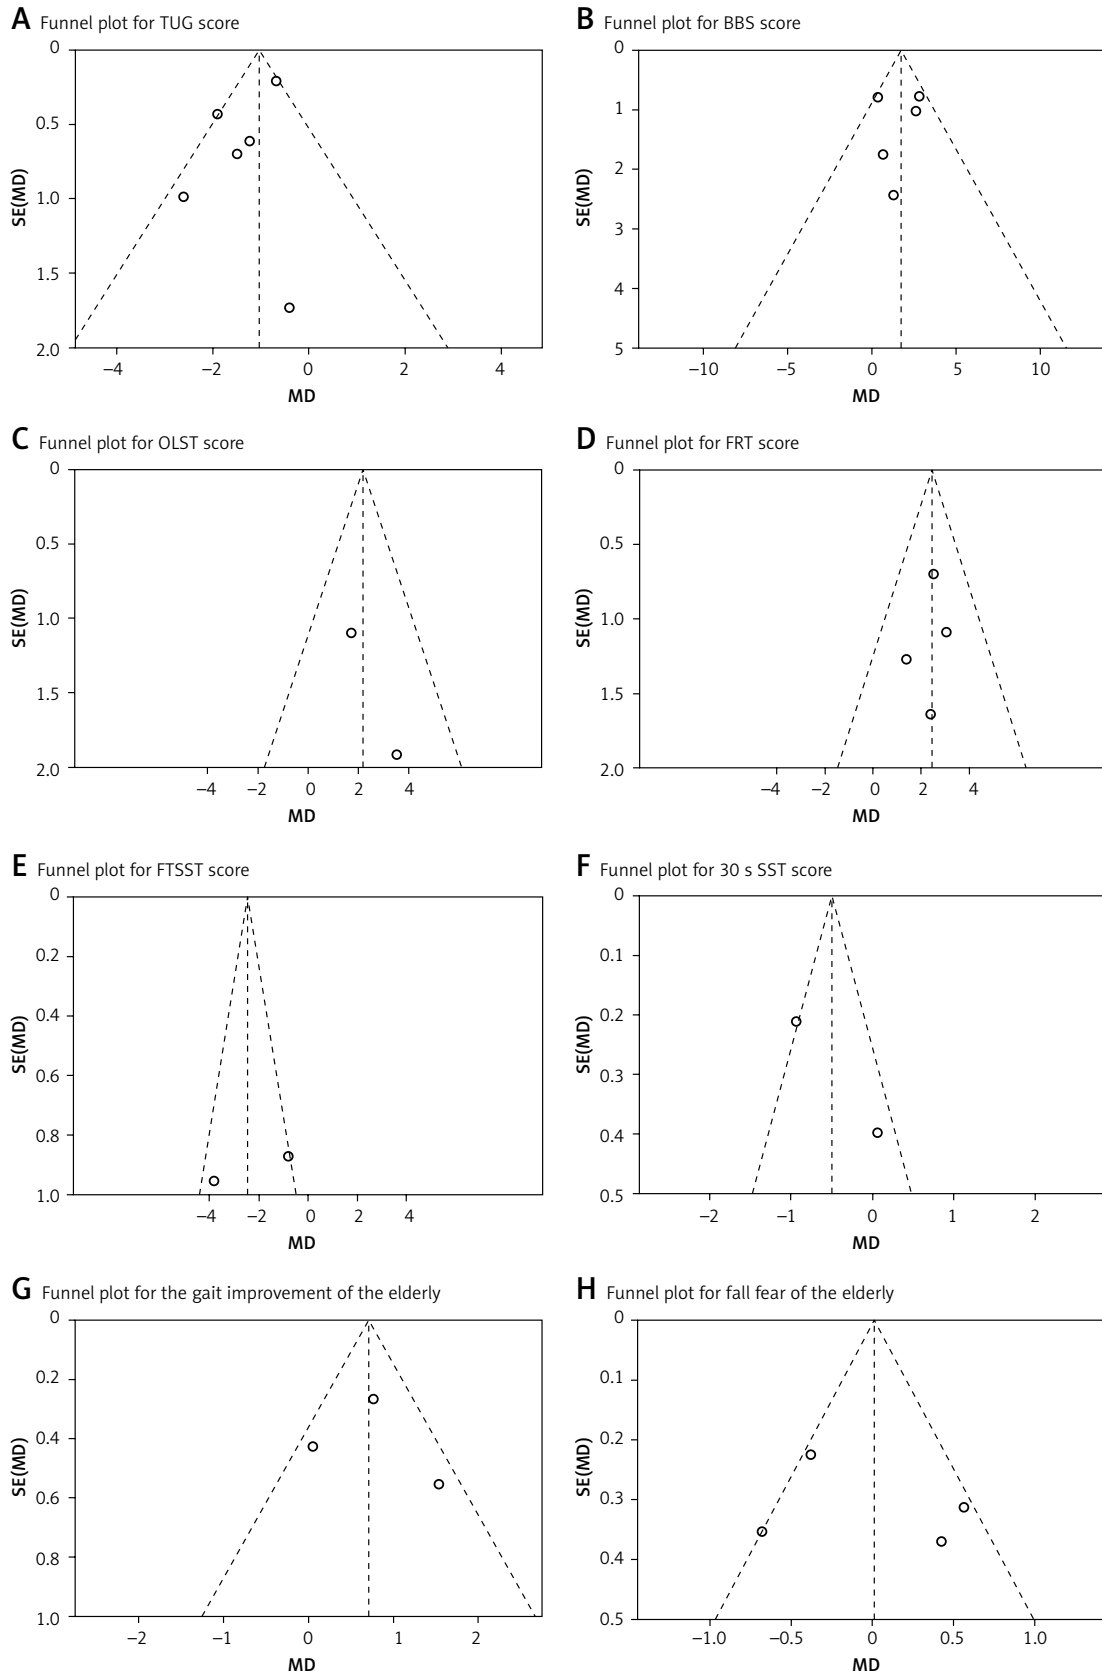 A Funnel plot for TUG score
0
0.5
1.0
1.5
2.0
SE(MD)
−4 −2 0 2 4
MD
B Funnel plot for BBS score
0
1
2
3
4
5
SE(MD)
−10 −5 0 5 10
MD
C Funnel plot for OLST score
0
0.5
1.0
1.5
2.0
SE(MD)
−4 −2 0 2 4
MD
D Funnel plot for FRT score
0
0.5
1.0
1.5
2.0
SE(MD)
−4 −2 0 2 4
MD
E Funnel plot for FTSST score
0
0.2
0.4
0.6
0.8
1.0
SE(MD)
−4 −2 0 2 4
MD
F Funnel plot for 30 s SST score
0
0.1
0.2
0.3
0.4
0.5
SE(MD)
−2 −1 0 1 2
MD
G Funnel plot for the gait improvement of the elderly
0
0.2
0.4
0.6
0.8
1.0
SE(MD)
−2 −1 0 1 2
MD
H Funnel plot for fall fear of the elderly
0
0.1
0.2
0.3
0.4
0.5
SE(MD)
−1.0 −0.5 0 0.5 1.0
MD